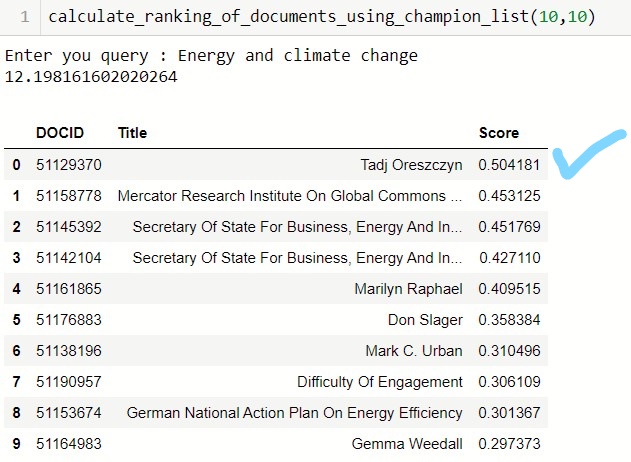 1 calculate_ranking_of_documents_using_champion_list(10,10)
Enter you query : Energy and climate change
12.198161602020264
DOCID Title Score
0 51129370 Tadj Oreszczyn 0.504181
1 51158778 Mercator Research Institute On Global Commons ... 0.453125
2 51145392 Secretary Of State For Business, Energy And In... 0.451769
3 51142104 Secretary Of State For Business, Energy And In... 0.427110
4 51161865 Marilyn Raphael 0.409515
5 51176883 Don Slager 0.358384
6 51138196 Mark C. Urban 0.310496
7 51190957 Difficulty Of Engagement 0.306109
8 51153674 German National Action Plan On Energy Efficiency 0.301367
9 51164983 Gemma Weedall 0.297373